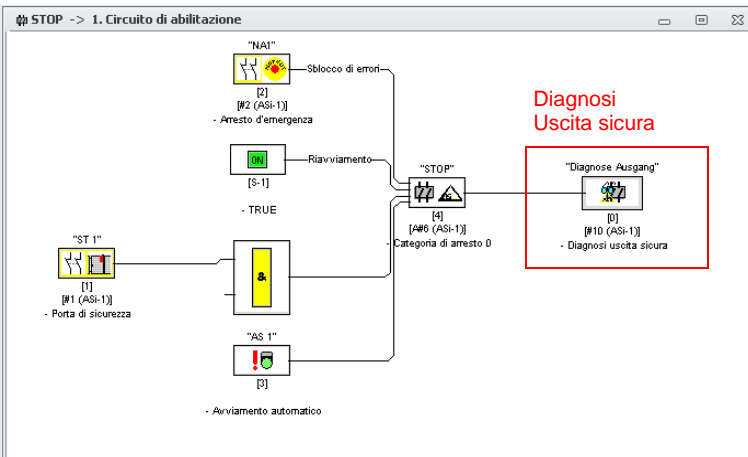 STOP -> 1. Circuito di abilitazione
"NA1"
Sblocco di errori
[2]
[#2 (ASi-1)]
- Arresto d'emergenza
Diagnosi
Uscita sicura
ON
Riavviamento
[S-1]
- TRUE
"STOP"
[4]
[A#6 (ASi-1)]
- Categoria di arresto 0
"Diagnose Ausgang"
[0]
[#10 (ASi-1)]
- Diagnosi uscita sicura
"ST 1"
[1]
[#1 (ASi-1)]
- Porta di sicurezza
&
"AS 1"
[3]
- Avviamento automatico